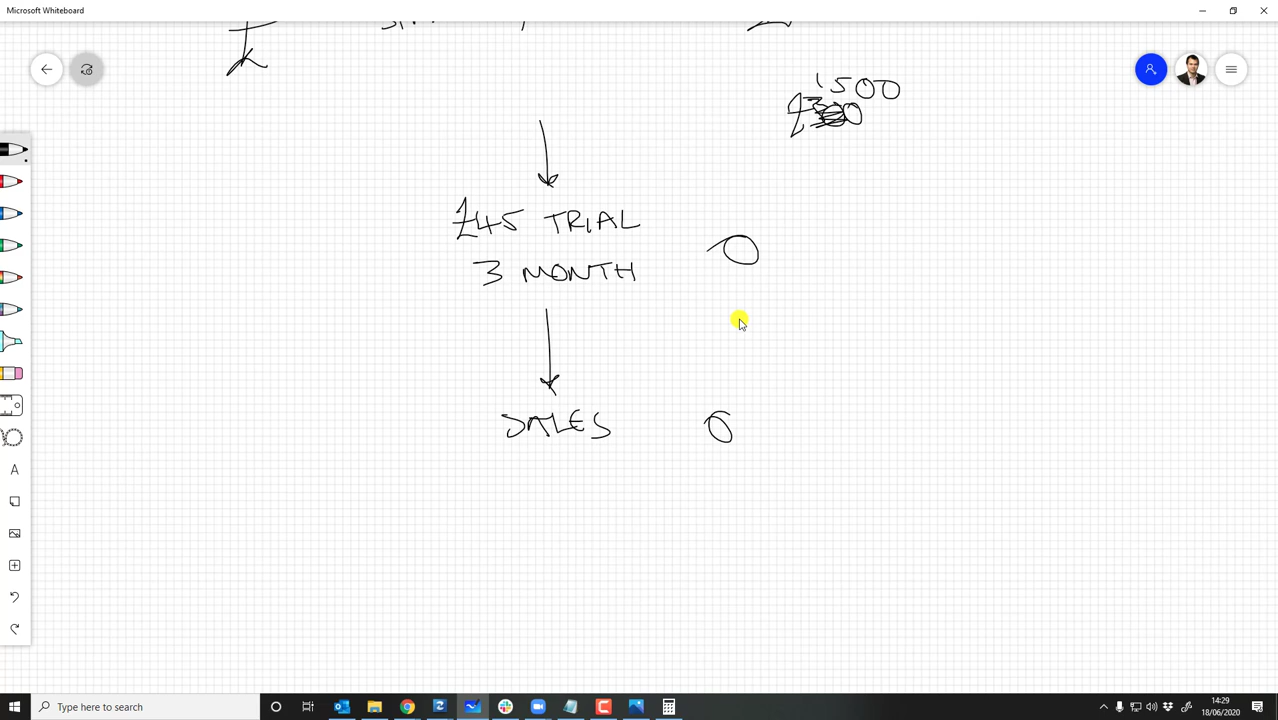 Microsoft Whiteboard
1500
£45 TRIAL
3 MONTH
0
SALES
0
A
Type here to search
14:29
18/06/2020